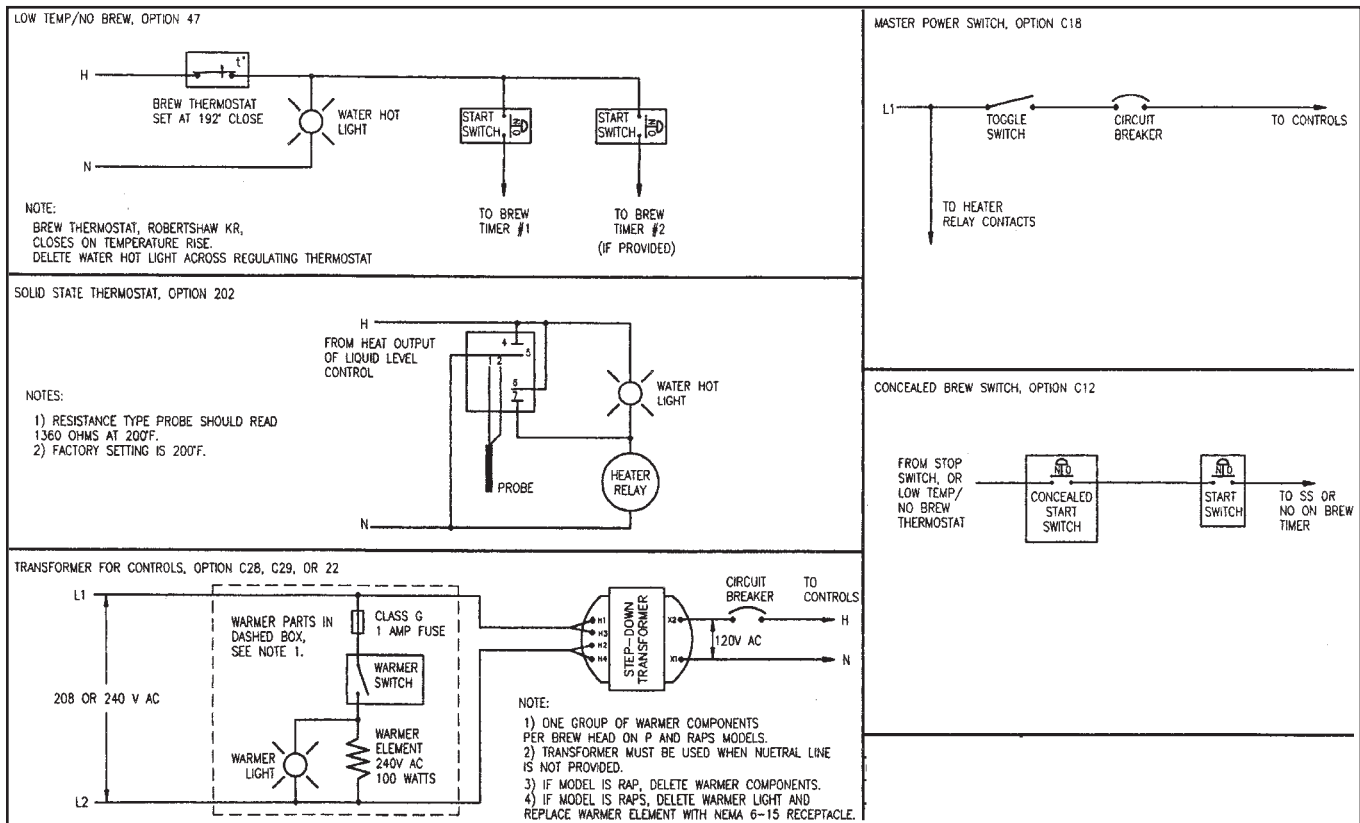 LOW TEMP/NO BREW, OPTION 47
H
t°
BREW THERMOSTAT
SET AT 192° CLOSE
WATER HOT
LIGHT
START
SWITCH
NO
START
SWITCH
NO
N
TO BREW
TIMER #1
TO BREW
TIMER #2
(IF PROVIDED)
NOTE:
BREW THERMOSTAT, ROBERTSHAW KR,
CLOSES ON TEMPERATURE RISE.
DELETE WATER HOT LIGHT ACROSS REGULATING THERMOSTAT
SOLID STATE THERMOSTAT, OPTION 202
H
FROM HEAT OUTPUT
OF LIQUID LEVEL
CONTROL
4
5
1 2
6
7
WATER HOT
LIGHT
NOTES:
1) RESISTANCE TYPE PROBE SHOULD READ
1360 OHMS AT 200°F.
2) FACTORY SETTING IS 200°F.
PROBE
HEATER
RELAY
N
TRANSFORMER FOR CONTROLS, OPTION C28, C29, OR 22
L1
WARMER PARTS IN
DASHED BOX,
SEE NOTE 1.
CLASS G
1 AMP FUSE
WARMER
SWITCH
208 OR 240 V AC
WARMER
LIGHT
WARMER
ELEMENT
240V AC
100 WATTS
L2
H1
H3
H2
H4
STEP-DOWN
TRANSFORMER
X2
X1
CIRCUIT
BREAKER
TO
CONTROLS
H
120V AC
N
NOTE:
1) ONE GROUP OF WARMER COMPONENTS
PER BREW HEAD ON P AND RAPS MODELS.
2) TRANSFORMER MUST BE USED WHEN NUETRAL LINE
IS NOT PROVIDED.
3) IF MODEL IS RAP, DELETE WARMER COMPONENTS.
4) IF MODEL IS RAPS, DELETE WARMER LIGHT AND
REPLACE WARMER ELEMENT WITH NEMA 6-15 RECEPTACLE.
MASTER POWER SWITCH, OPTION C18
L1
TOGGLE
SWITCH
CIRCUIT
BREAKER
TO CONTROLS
TO HEATER
RELAY CONTACTS
CONCEALED BREW SWITCH, OPTION C12
FROM STOP
SWITCH, OR
LOW TEMP/
NO BREW
THERMOSTAT
NO
CONCEALED
START
SWITCH
NO
START
SWITCH
TO SS OR
NO ON BREW
TIMER